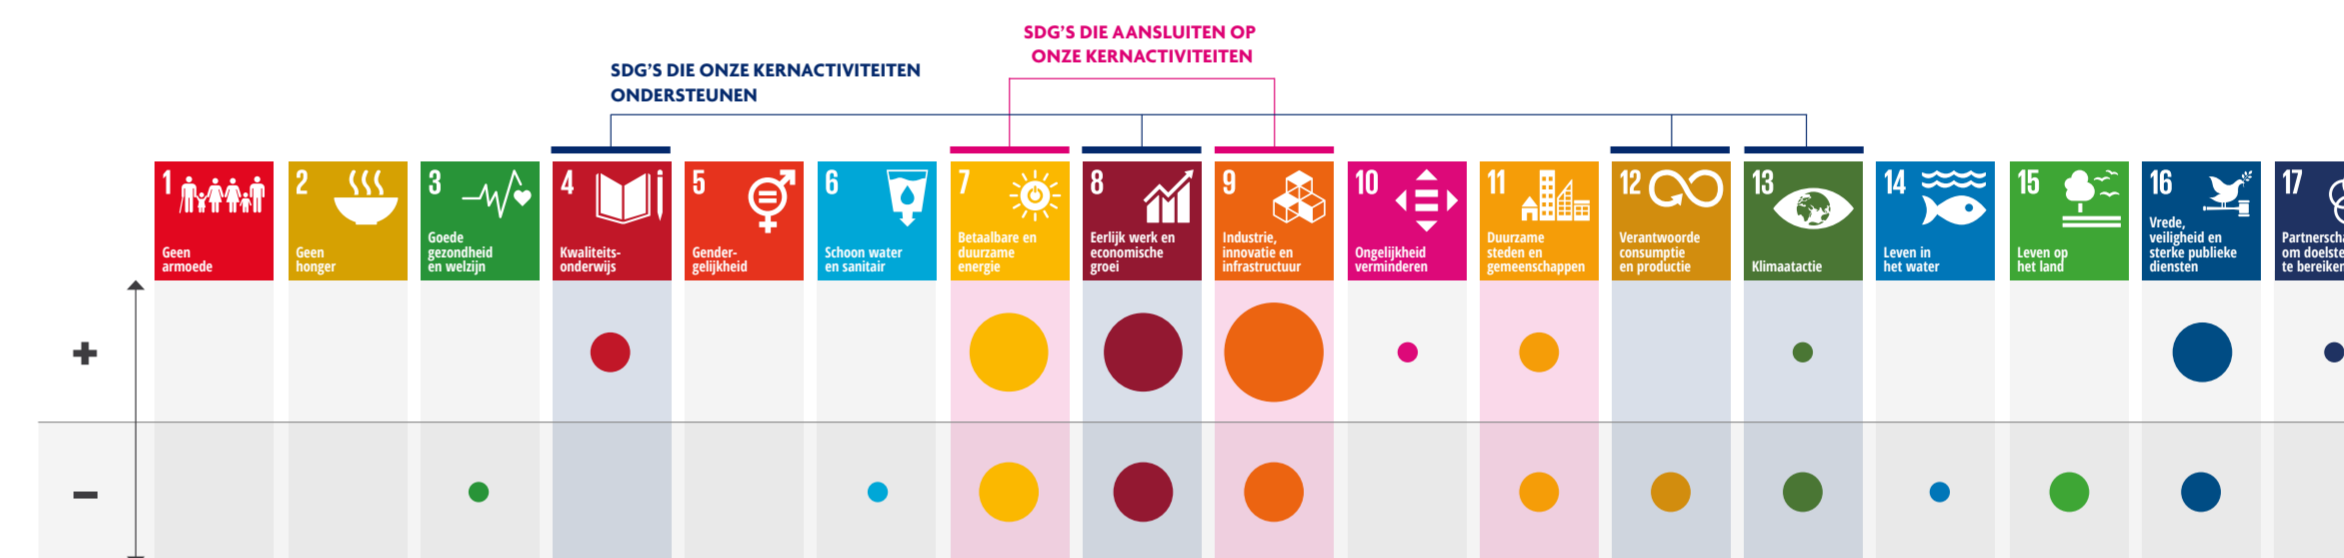 SDG'S DIE AANSLUITEN OP
ONZE KERNACTIVITEITEN
SDG'S DIE ONZE KERNACTIVITEITEN
ONDERSTEUNEN
1
Geen
armoede
2
Geen
honger
3
Goede
gezondheid
en welzijn
4
Kwaliteits-
onderwijs
5
Gender-
gelijkheid
6
Schoon water
en sanitair
7
Betaalbare en
duurzame
energie
8
Eerlijk werk en
economische
groei
9
Industrie,
innovatie en
infrastructuur
10
Ongelijkheid
verminderen
11
Duurzame
steden en
gemeenschappen
12
Verantwoorde
consumptie
en productie
13
Klimaatactie
14
Leven in
het water
15
Leven op
het land
16
Vrede,
veiligheid en
sterke publieke
diensten
17
om
te
+
−